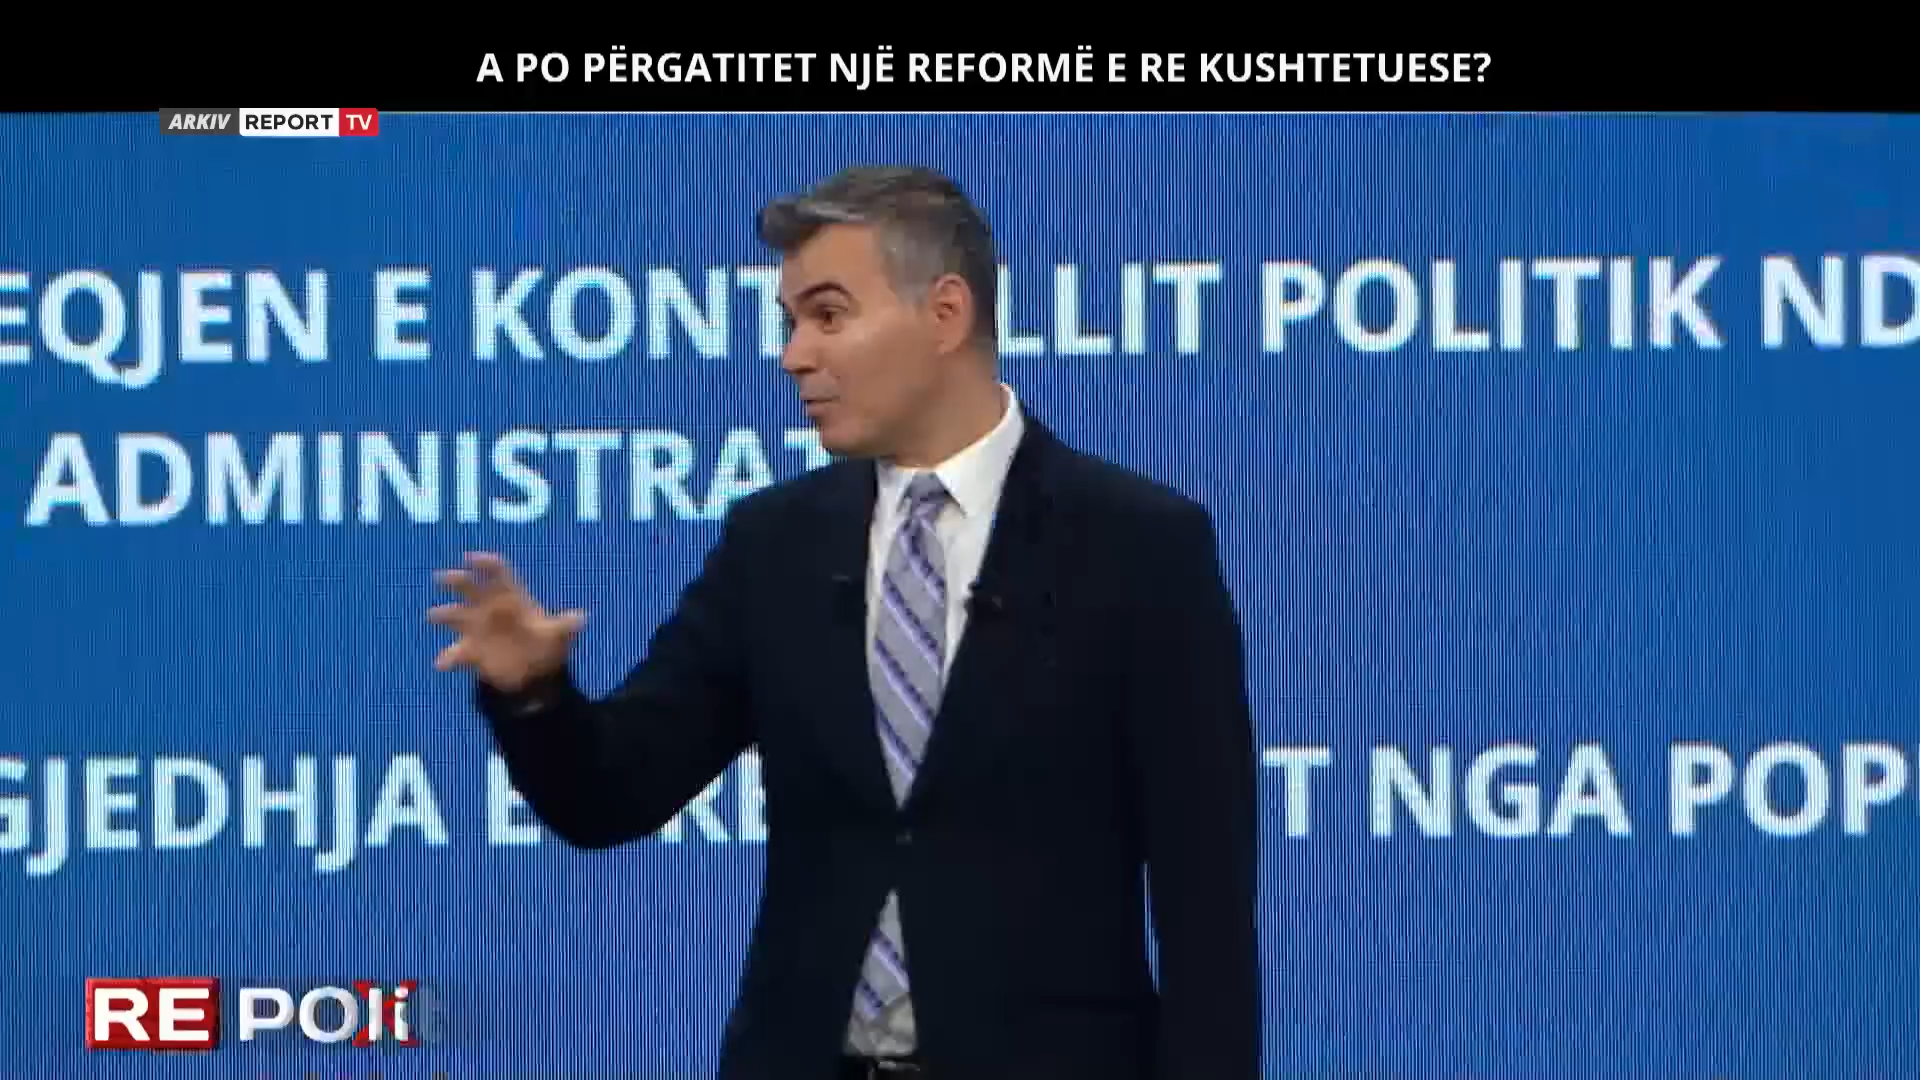 A PO PËRGATITET NJË REFORMË E RE KUSHTETUESE?
ARKIV REPORT TV
EQJEN E KONT LLIT POLITIK ND
ADMINISTRAT
GJEDHJA E T NGA POP
RE POli